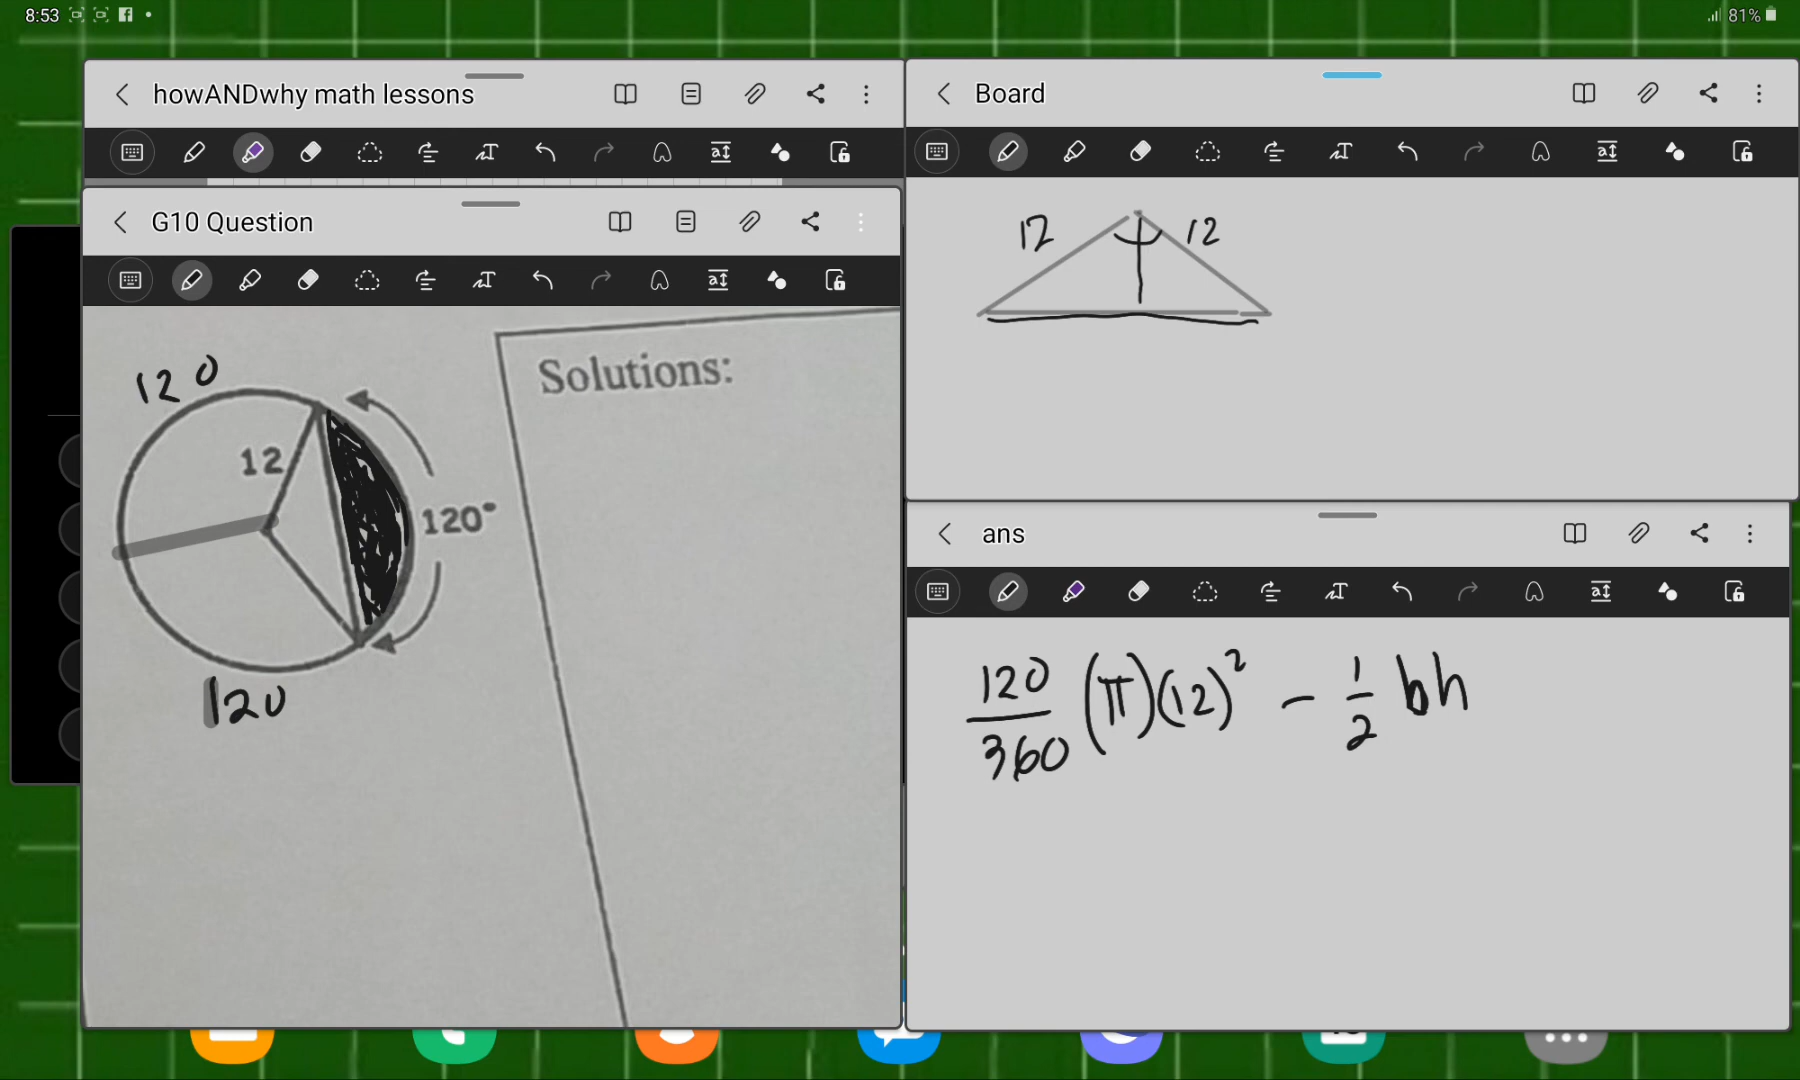 8:53
81%
howANDwhy math lessons
G10 Question
120
12
120°
120
Solutions:
Board
12 12
ans
120/360 (π)(12)² - 1/2 bh